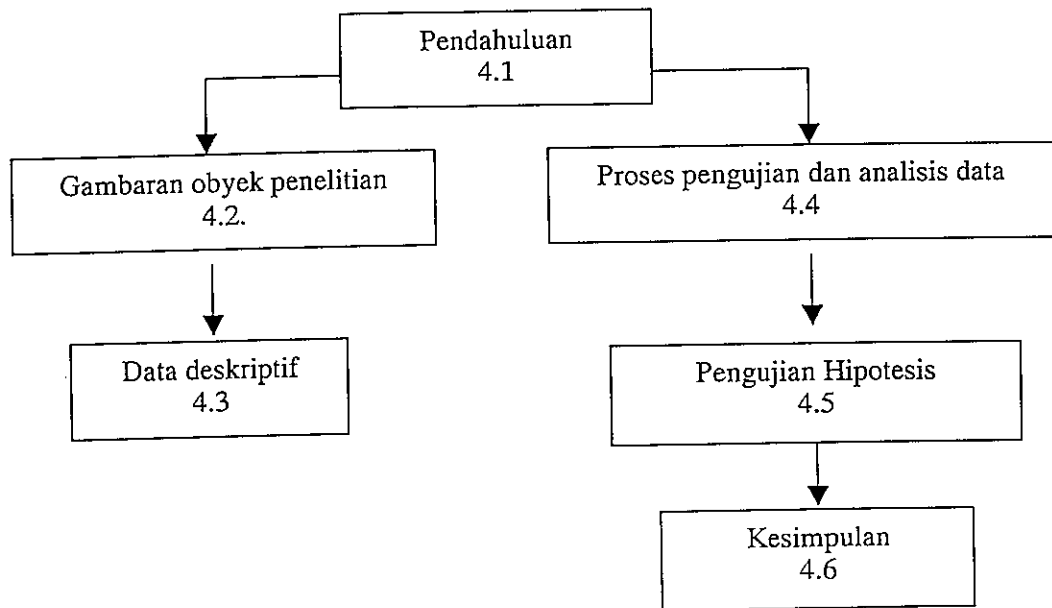 Pendahuluan
4.1
Gambaran obyek penelitian
4.2.
Proses pengujian dan analisis data
4.4
Data deskriptif
4.3
Pengujian Hipotesis
4.5
Kesimpulan
4.6